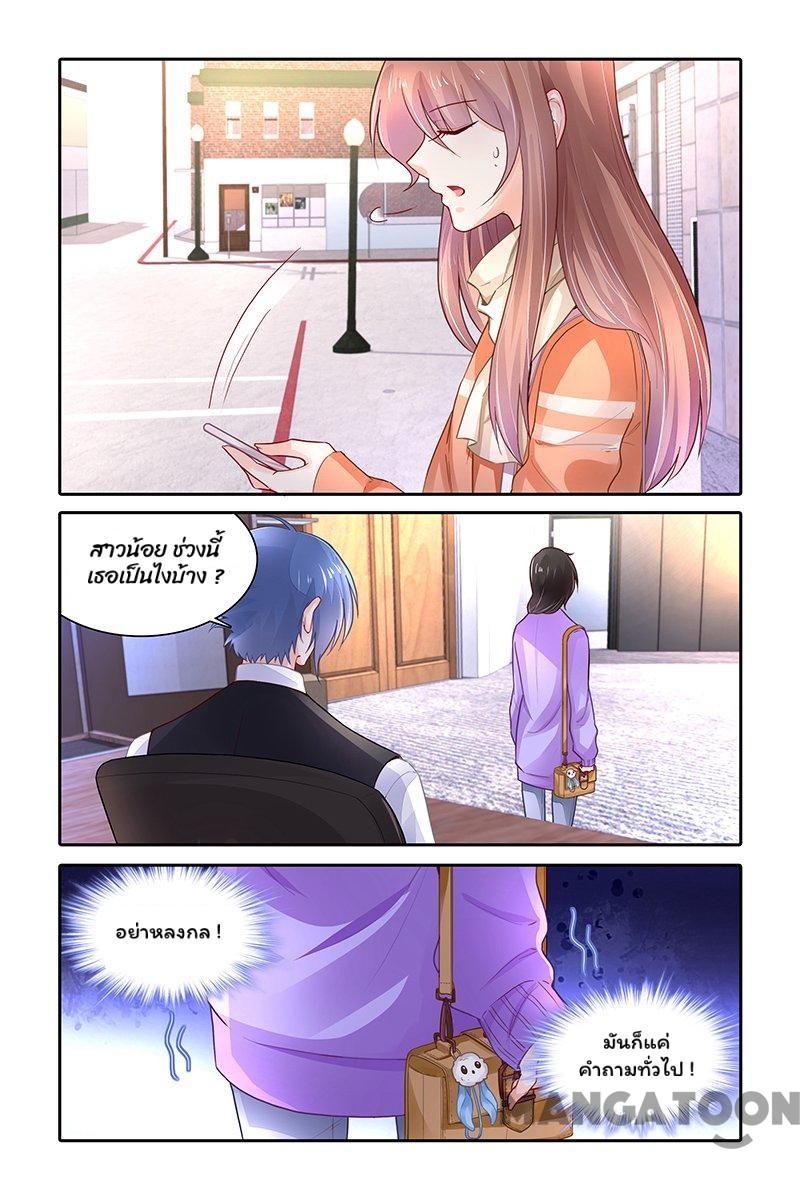 สาวน้อย ช่วงนี้
เธอเป็นไงบ้าง ?
อย่าหลงกล !
มันก็แค่
คำถามทั่วไป !
MANGATOON